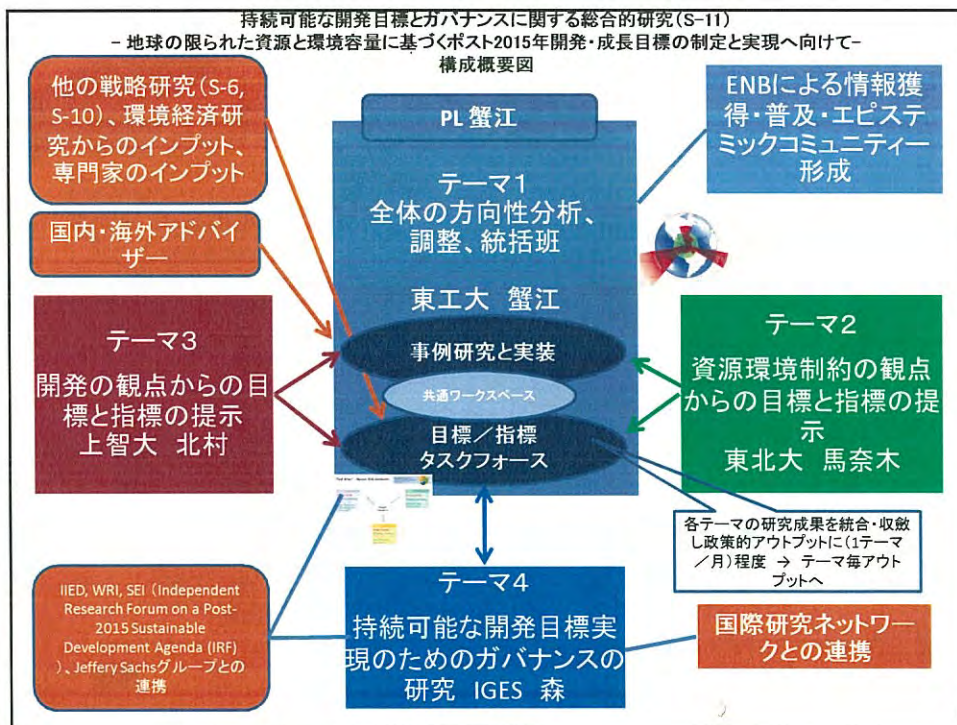 持続可能な開発目標とガバナンスに関する総合的研究(S-11)
- 地球の限られた資源と環境容量に基づくポスト2015年開発・成長目標の制定と実現へ向けて-
構成概要図
他の戦略研究(S-6,
S-10)、環境経済研
究からのインプット、
専門家のインプット
国内・海外アドバイ
ザー
PL 蟹江
テーマ1
全体の方向性分析、
調整、統括班
東工大 蟹江
事例研究と実装
共通ワークスペース
目標/指標
タスクフォース
ENBによる情報獲
得・普及・エピステ
ミックコミュニティー
形成
テーマ3
開発の観点からの目
標と指標の提示
上智大 北村
テーマ2
資源環境制約の観点
からの目標と指標の提
示
東北大 馬奈木
各テーマの研究成果を統合・収斂
し政策的アウトプットに(1テーマ
/月)程度 → テーマ毎アウト
プットへ
IIED, WRI, SEI (Independent
Research Forum on a Post-
2015 Sustainable
Development Agenda (IRF)
)、Jeffery Sachsグループとの
連携
テーマ4
持続可能な開発目標実
現のためのガバナンスの
研究 IGES 森
国際研究ネットワー
クとの連携